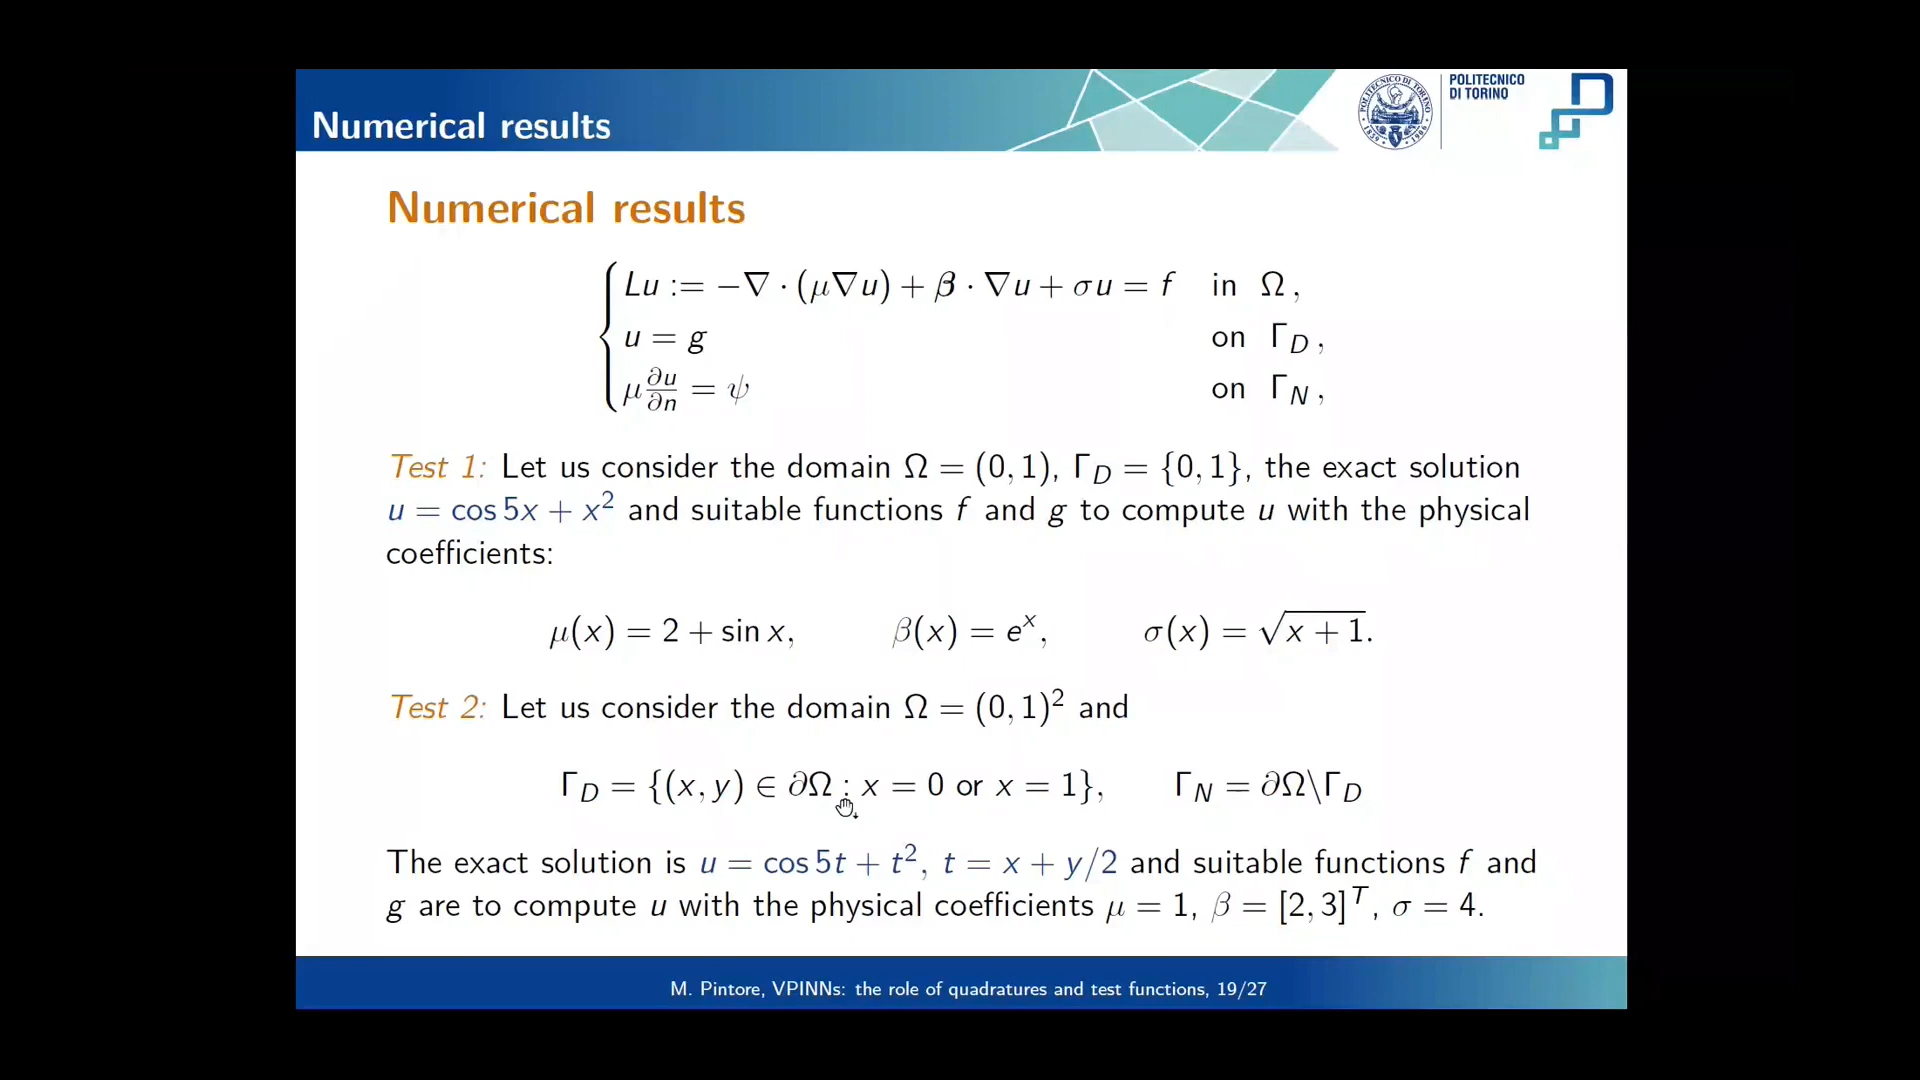 Numerical results
POLITECNICO
DI TORINO
Numerical results
Lu := −∇ · (μ∇u) + β · ∇u + σu = f in Ω ,
u = g on Γ_D ,
μ ∂u/∂n = ψ on Γ_N ,
Test 1: Let us consider the domain Ω = (0, 1), Γ_D = {0, 1}, the exact solution
u = cos 5x + x² and suitable functions f and g to compute u with the physical
coefficients:
μ(x) = 2 + sin x, β(x) = eˣ, σ(x) = √(x + 1).
Test 2: Let us consider the domain Ω = (0, 1)² and
Γ_D = {(x, y) ∈ ∂Ω : x = 0 or x = 1}, Γ_N = ∂Ω\Γ_D
The exact solution is u = cos 5t + t², t = x + y/2 and suitable functions f and
g are to compute u with the physical coefficients μ = 1, β = [2, 3]ᵀ, σ = 4.
M. Pintore, VPINNs: the role of quadratures and test functions, 19/27